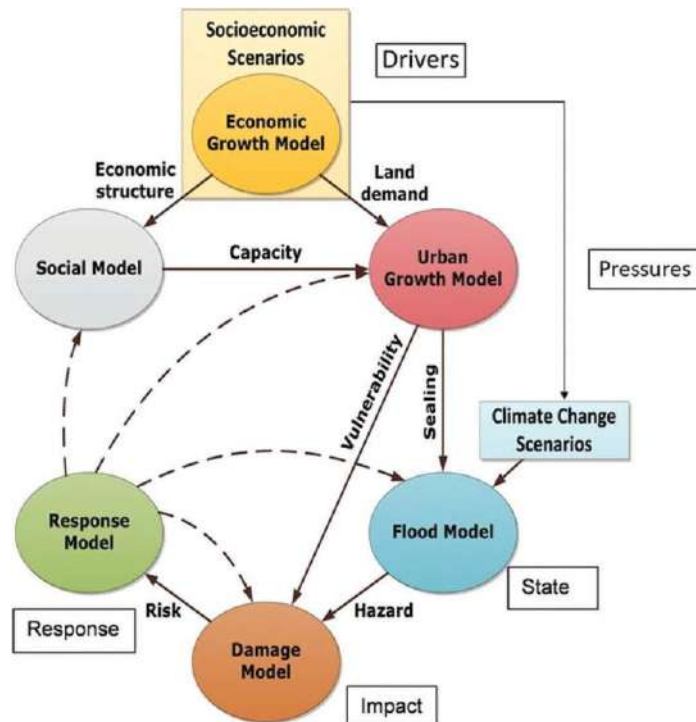 Socioeconomic
Scenarios
Drivers
Economic
Growth Model
Economic
structure
Land
demand
Social Model
Capacity
Urban
Growth Model
Pressures
Vulnerability
Sealing
Climate Change
Scenarios
Response
Model
Flood Model
State
Response
Risk
Hazard
Damage
Model
Impact